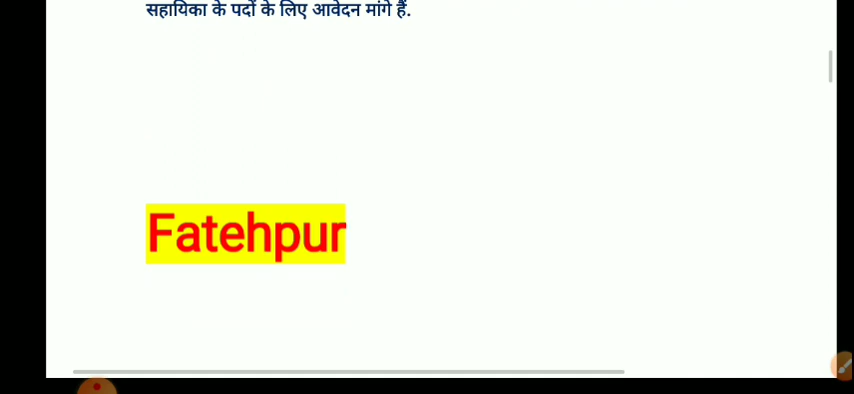 सहायिका के पदों के लिए आवेदन मांगे हैं.
Fatehpur